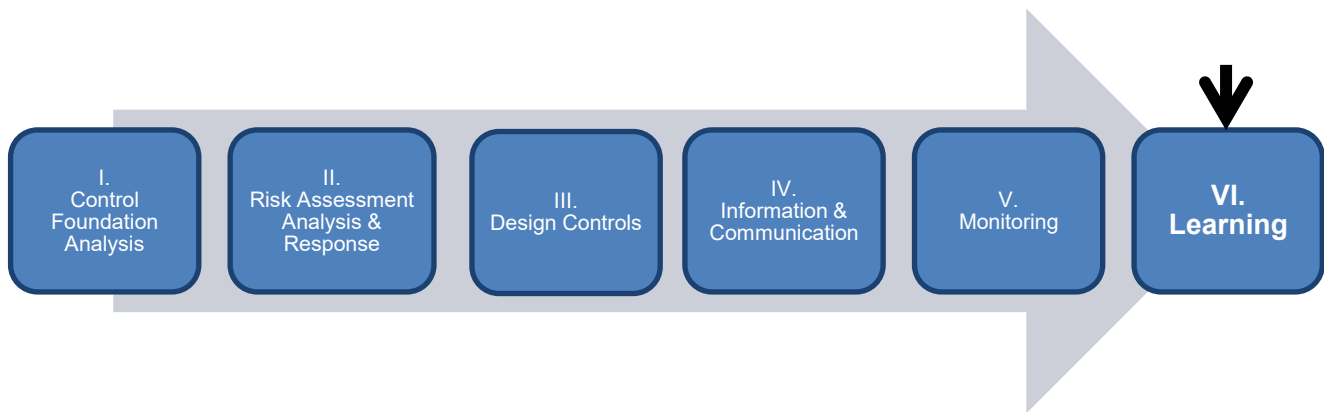 I.
Control
Foundation
Analysis
II.
Risk Assessment
Analysis &
Response
III.
Design Controls
IV.
Information &
Communication
V.
Monitoring
VI.
Learning